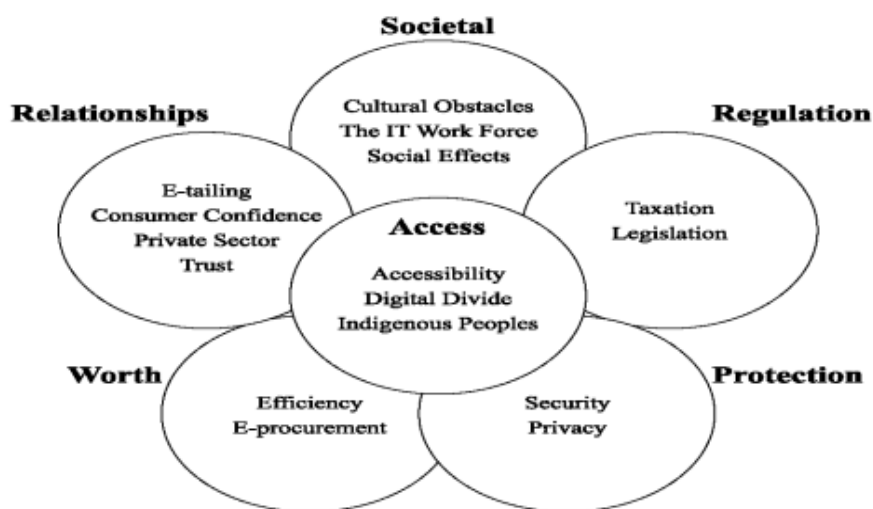 Societal
Cultural Obstacles
The IT Work Force
Social Effects
Relationships
E-tailing
Consumer Confidence
Private Sector
Trust
Regulation
Taxation
Legislation
Access
Accessibility
Digital Divide
Indigenous Peoples
Worth
Efficiency
E-procurement
Protection
Security
Privacy